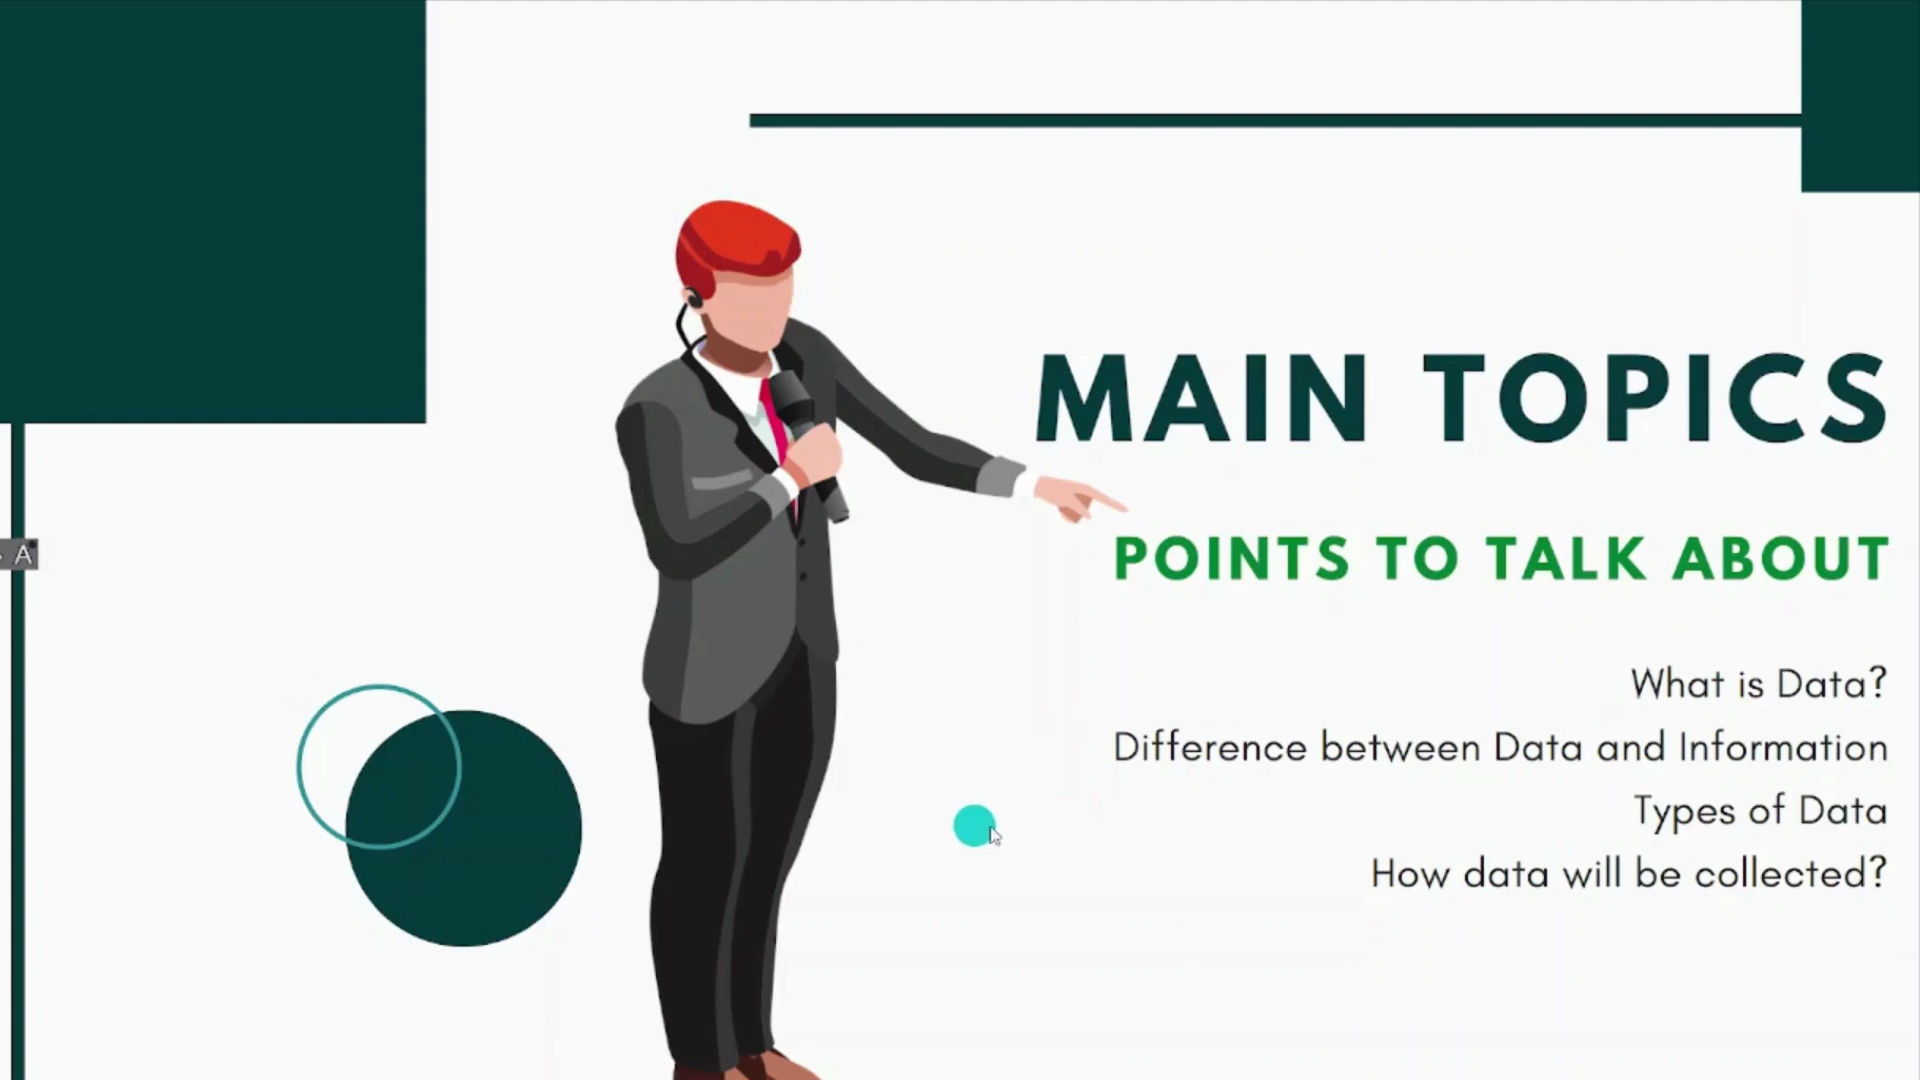 MAIN TOPICS
A
POINTS TO TALK ABOUT
What is Data?
Difference between Data and Information
Types of Data
How data will be collected?